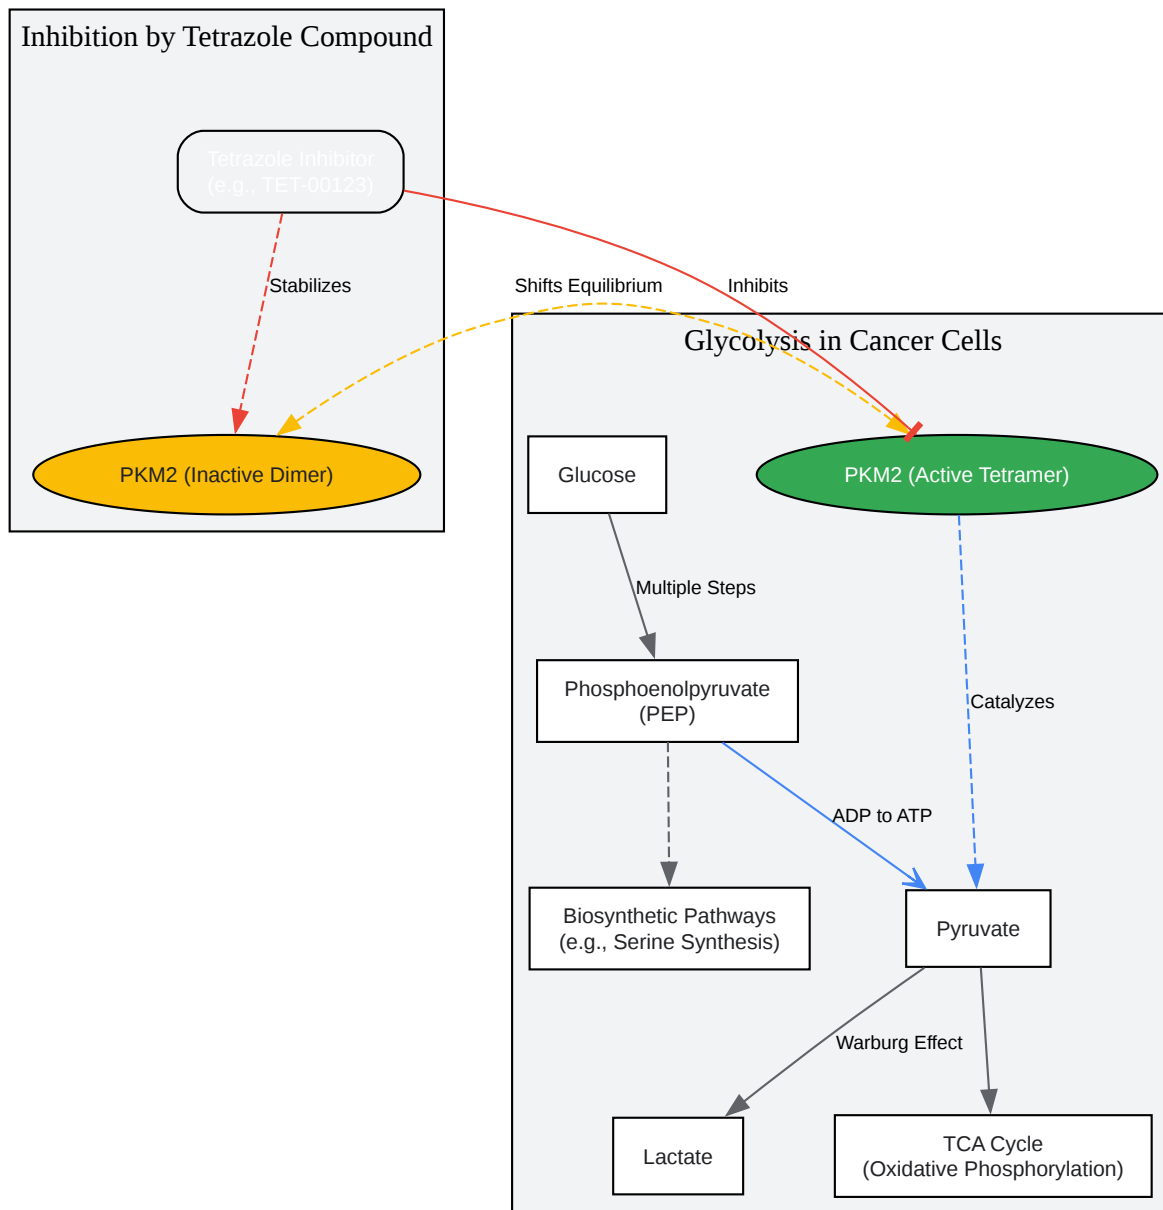 Inhibition by Tetrazole Compound
Tetrazole Inhibitor
(e.g., TET-00123)
Stabilizes
Shifts Equilibrium
Inhibits
Glycolysis in Cancer Cells
PKM2 (Inactive Dimer)
Glucose
PKM2 (Active Tetramer)
Multiple Steps
Phosphoenolpyruvate
(PEP)
Catalyzes
ADP to ATP
Biosynthetic Pathways
(e.g., Serine Synthesis)
Pyruvate
Warburg Effect
Lactate
TCA Cycle
(Oxidative Phosphorylation)